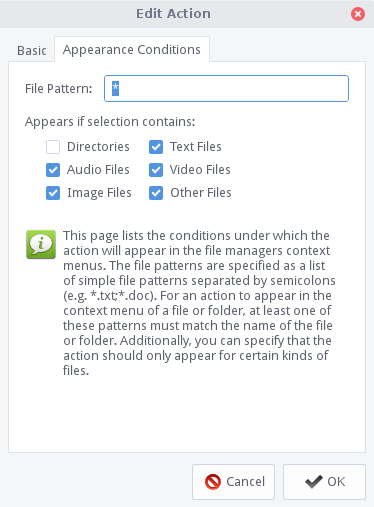 Edit Action
Basic
Appearance Conditions
File Pattern:
*
Appears if selection contains:
Directories
Text Files
Audio Files
Video Files
Image Files
Other Files
This page lists the conditions under which the
action will appear in the file managers context
menus. The file patterns are specified as a list
of simple file patterns separated by semicolons
(e.g. *.txt;*.doc). For an action to appear in the
context menu of a file or folder, at least one of
these patterns must match the name of the file
or folder. Additionally, you can specify that the
action should only appear for certain kinds of
files.
Cancel
OK